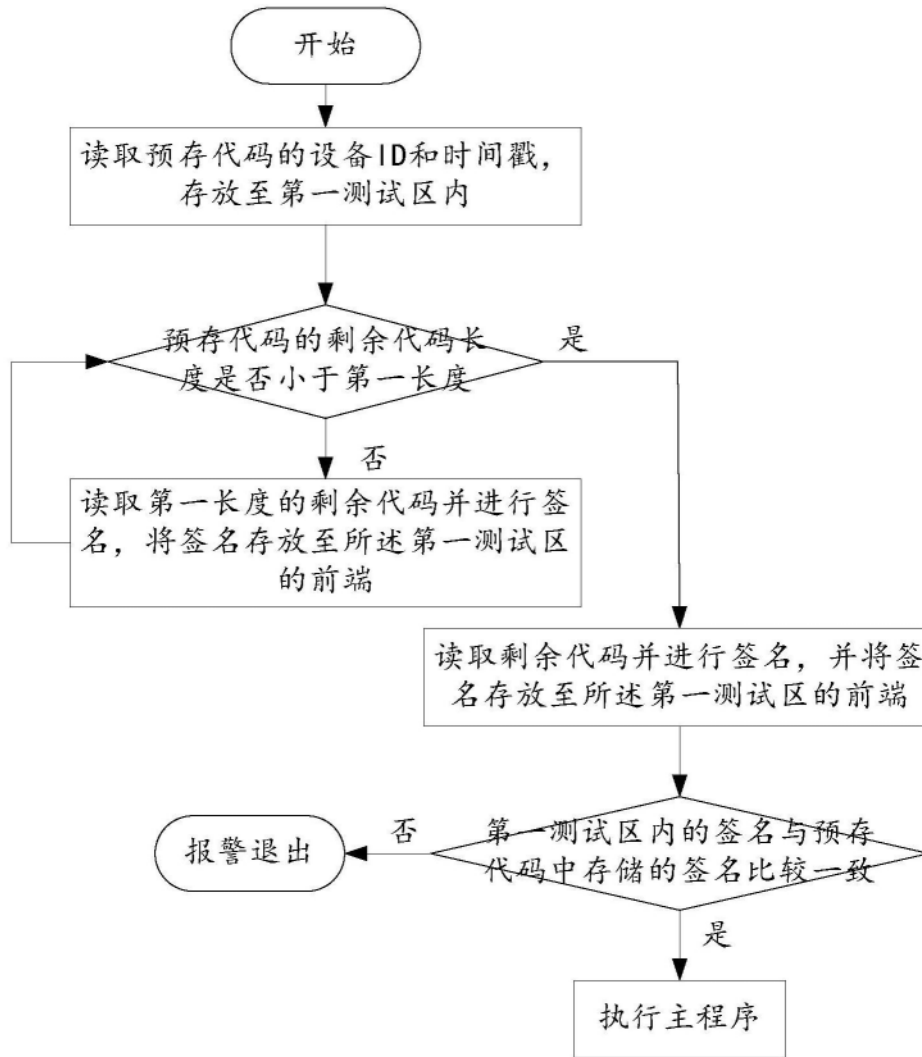 开始
读取预存代码的设备ID和时间戳，
存放至第一测试区内
预存代码的剩余代码长
度是否小于第一长度
是
否
读取第一长度的剩余代码并进行签
名，将签名存放至所述第一测试区
的前端
读取剩余代码并进行签名，并将签
名存放至所述第一测试区的前端
第一测试区内的签名与预存
代码中存储的签名比较一致
否
报警退出
是
执行主程序